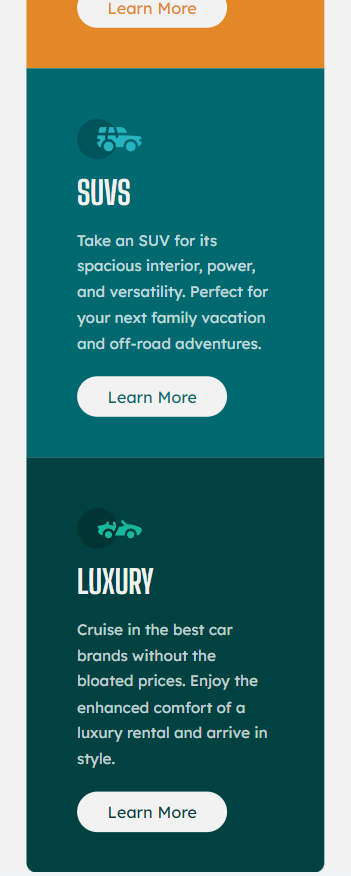 Learn More
SUVS
Take an SUV for its
spacious interior, power,
and versatility. Perfect for
your next family vacation
and off-road adventures.
Learn More
LUXURY
Cruise in the best car
brands without the
bloated prices. Enjoy the
enhanced comfort of a
luxury rental and arrive in
style.
Learn More